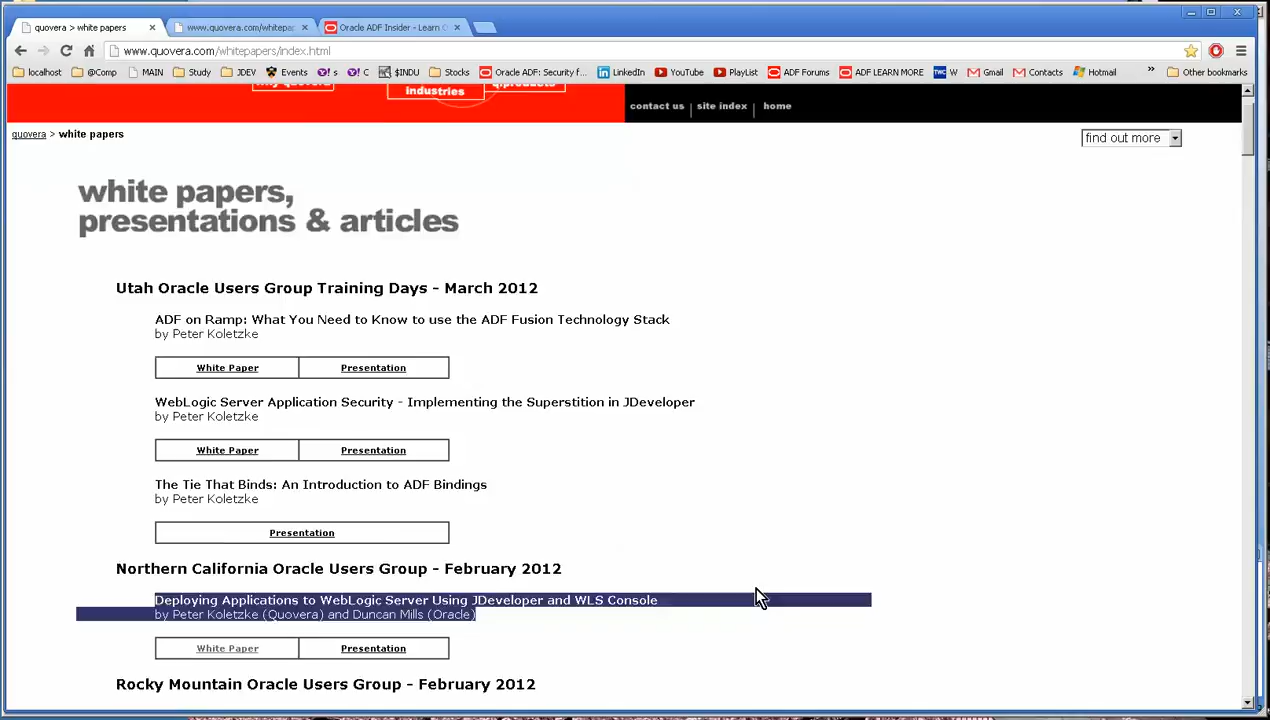 quovera > white papers
www.quovera.com/whitepap
Oracle ADF Insider - Learn
www.quovera.com/whitepapers/index.html
localhost @Comp MAIN Study JDEV Events Y! s Y! C $INDU Stocks Oracle ADF: Security f... LinkedIn YouTube PlayList ADF Forums ADF LEARN MORE TWC W Gmail Contacts Hotmail » Other bookmarks
industries
contact us | site index | home
quovera > white papers
find out more
white papers,
presentations & articles
Utah Oracle Users Group Training Days - March 2012
ADF on Ramp: What You Need to Know to use the ADF Fusion Technology Stack
by Peter Koletzke
White Paper Presentation
WebLogic Server Application Security - Implementing the Superstition in JDeveloper
by Peter Koletzke
White Paper Presentation
The Tie That Binds: An Introduction to ADF Bindings
by Peter Koletzke
Presentation
Northern California Oracle Users Group - February 2012
Deploying Applications to WebLogic Server Using JDeveloper and WLS Console
by Peter Koletzke (Quovera) and Duncan Mills (Oracle)
White Paper Presentation
Rocky Mountain Oracle Users Group - February 2012